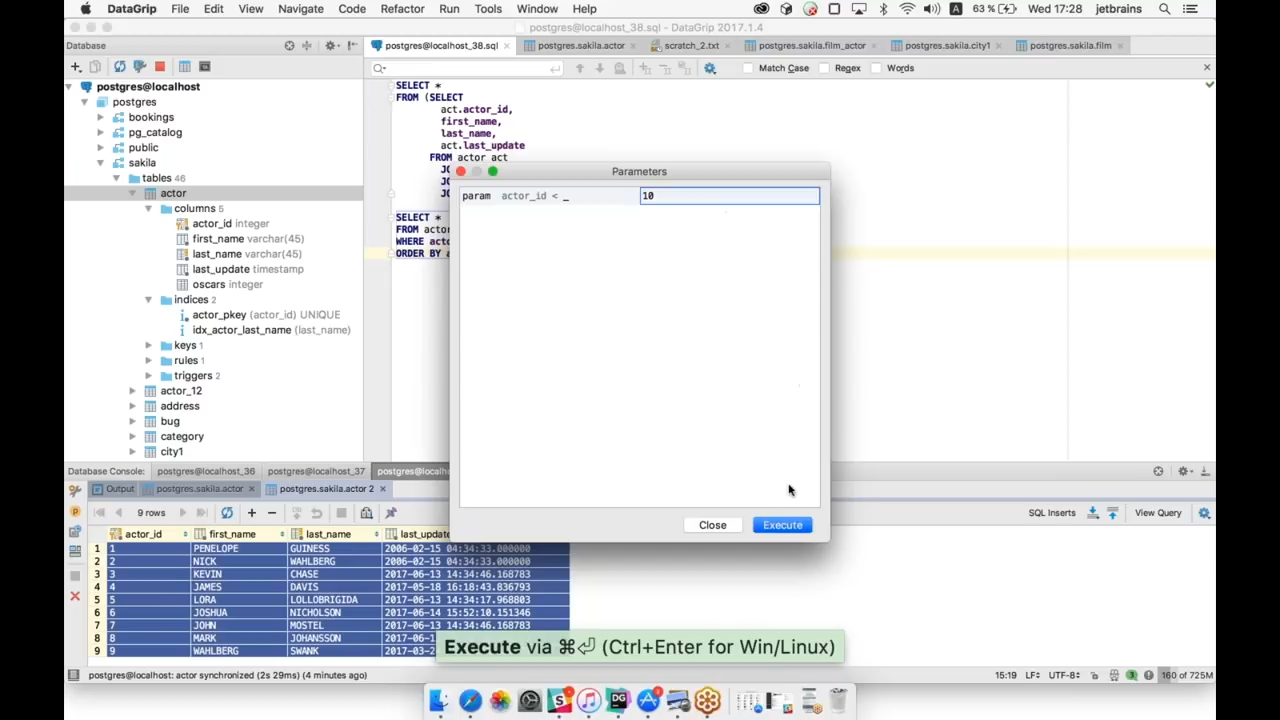 DataGrip File Edit View Navigate Code Refactor Run Tools Window Help A 63 % Wed 17:28 jetbrains
postgres@localhost_38.sql - DataGrip 2017.1.4
Database postgres@localhost_38.sql postgres.sakila.actor scratch_2.txt postgres.sakila.film_actor postgres.sakila.city1 postgres.sakila.film
Match Case Regex Words
postgres@localhost
postgres
bookings
pg_catalog
public
sakila
tables 46
actor
columns 5
actor_id integer
first_name varchar(45)
last_name varchar(45)
last_update timestamp
oscars integer
indices 2
actor_pkey (actor_id) UNIQUE
idx_actor_last_name (last_name)
keys 1
rules 1
triggers 2
actor_12
address
bug
category
city1
SELECT *
FROM (SELECT
act.actor_id,
first_name,
last_name,
act.last_update
FROM actor act
SELECT *
FROM actor
WHERE
ORDER BY
Parameters
param actor_id < _ 10
Close Execute
Database Console: postgres@localhost_36 postgres@localhost_37
Output postgres.sakila.actor postgres.sakila.actor 2
9 rows SQL Inserts View Query
actor_id first_name last_name last_update
1 1 PENELOPE GUINESS 2006-02-15 04:34:33.000000
2 2 NICK WAHLBERG 2006-02-15 04:34:33.000000
3 3 KEVIN CHASE 2017-06-13 14:34:46.168783
4 4 JAMES DAVIS 2017-05-18 16:18:43.836793
5 5 LORA LOLLOBRIGIDA 2017-06-13 14:34:17.968803
6 6 JOSHUA NICHOLSON 2017-06-14 15:52:10.151346
7 7 JOHN MOSTEL 2017-06-13 14:34:46.168783
8 8 MARK JOHANSSON
9 9 WAHLBERG SWANK
Execute via ⌘⏎ (Ctrl+Enter for Win/Linux)
postgres@localhost: actor synchronized (2s 29ms) (4 minutes ago) 15:19 LF÷ UTF-8÷ 3 160 of 725M